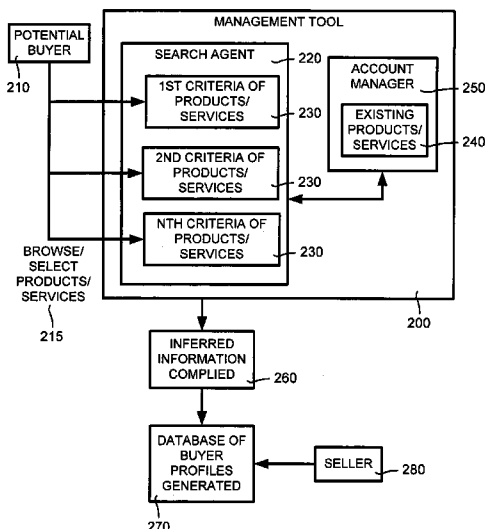 MANAGEMENT TOOL
POTENTIAL
BUYER
210
SEARCH AGENT
220
1ST CRITERIA OF
PRODUCTS/
SERVICES
230
2ND CRITERIA OF
PRODUCTS/
SERVICES
230
NTH CRITERIA OF
PRODUCTS/
SERVICES
230
ACCOUNT
MANAGER
250
EXISTING
PRODUCTS/
SERVICES
240
BROWSE/
SELECT
PRODUCTS/
SERVICES
215
200
INFERRED
INFORMATION
COMPLIED
260
DATABASE OF
BUYER
PROFILES
GENERATED
270
SELLER
280